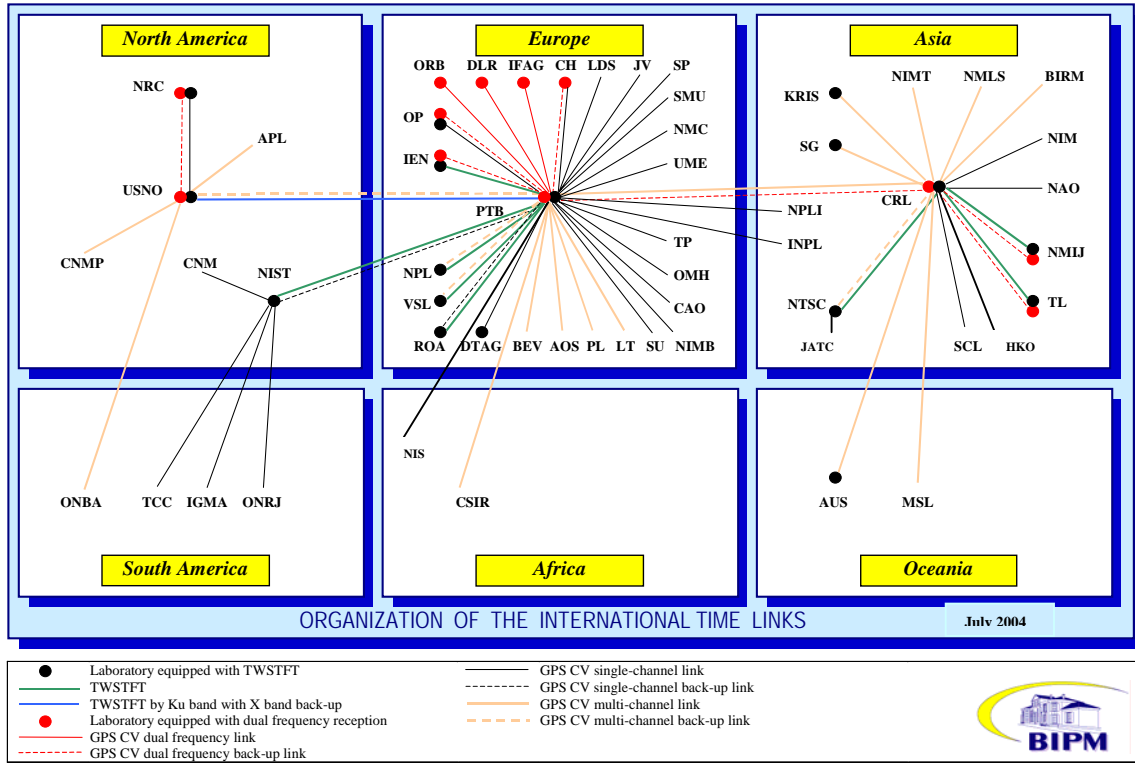 North America
Europe
Asia
ORB DLR IFAG CH LDS JV SP
NIMT NMLS BIRM
NRC
KRIS
SMU
OP
NMC
APL
NIM
IEN
SG
UME
USNO
NAO
PTB
CRL
NPLI
TP
INPL
CNMP
CNM
NIST
NPL
OMH
NMIJ
VSL
CAO
NTSC
TL
ROA DTAG BEV AOS PL LT SU NIMB
JATC SCL HKO
NIS
ONBA TCC IGMA ONRJ
CSIR
AUS MSL
South America
Africa
Oceania
ORGANIZATION OF THE INTERNATIONAL TIME LINKS
July 2004
Laboratory equipped with TWSTFT
TWSTFT
TWSTFT by Ku band with X band back-up
Laboratory equipped with dual frequency reception
GPS CV dual frequency link
GPS CV dual frequency back-up link
GPS CV single-channel link
GPS CV single-channel back-up link
GPS CV multi-channel link
GPS CV multi-channel back-up link
BIPM